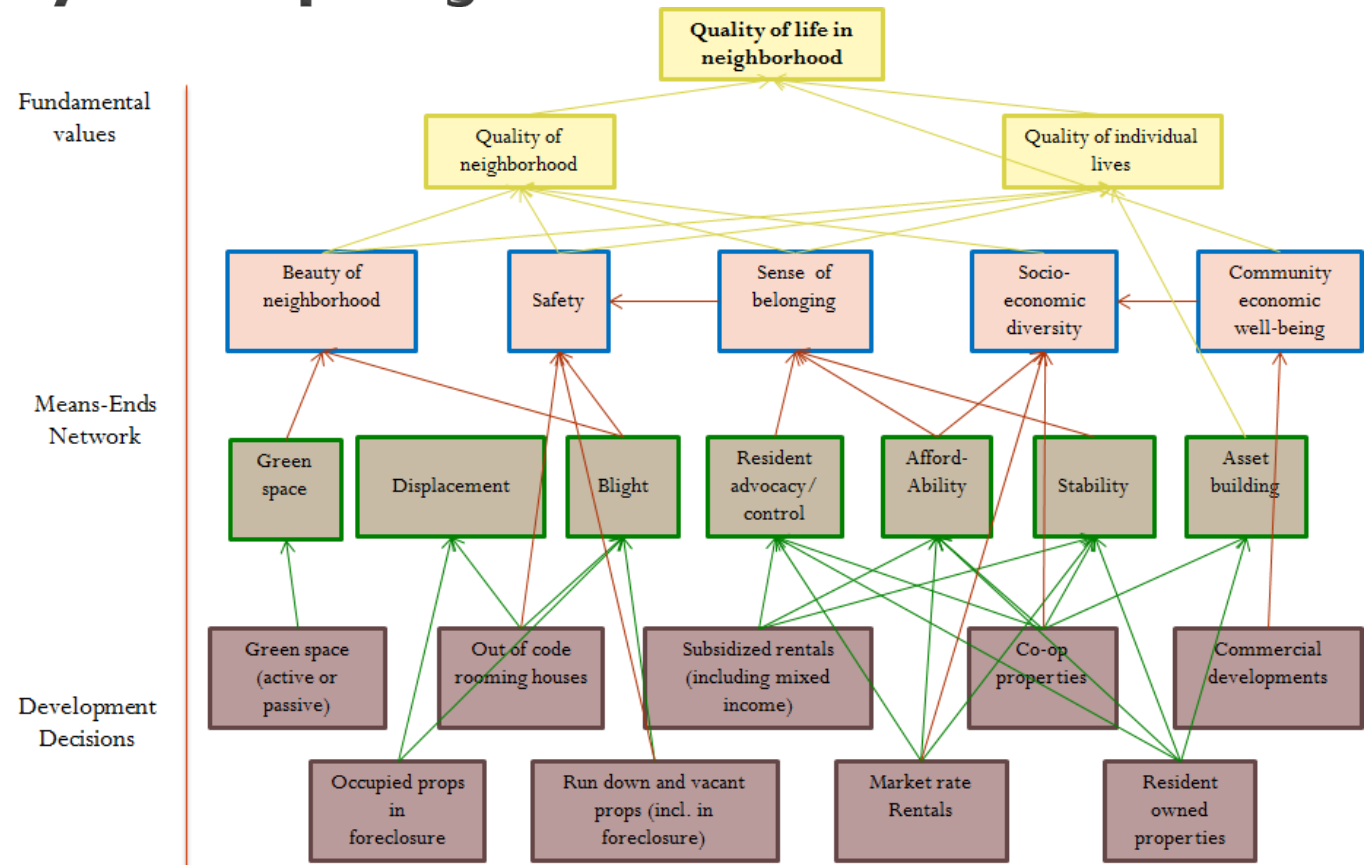 Quality of life in
neighborhood
Fundamental
values
Quality of
neighborhood
Quality of individual
lives
Beauty of
neighborhood
Safety
Sense of
belonging
Socio-
economic
diversity
Community
economic
well-being
Means-Ends
Network
Green
space
Displacement
Blight
Resident
advocacy/
control
Afford-
Ability
Stability
Asset
building
Development
Decisions
Green space
(active or
passive)
Out of code
rooming houses
Subsidized rentals
(including mixed
income)
Co-op
properties
Commercial
developments
Occupied props
in
foreclosure
Run down and vacant
props (incl. in
foreclosure)
Market rate
Rentals
Resident
owned
properties